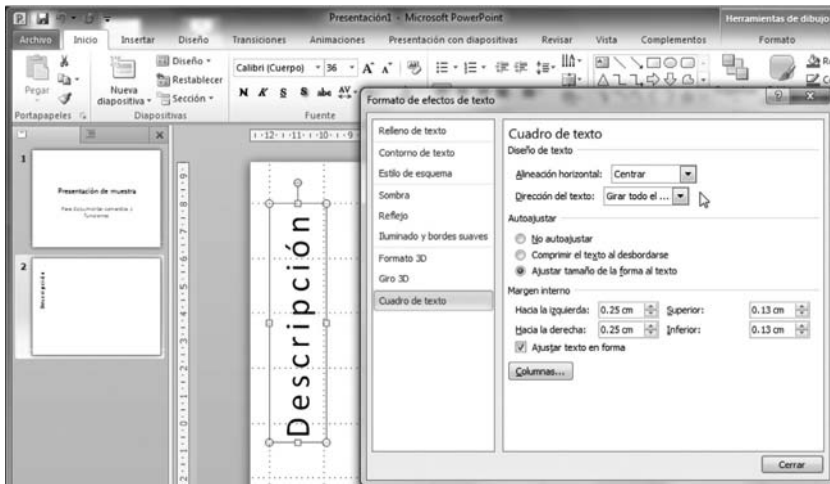 Presentación1 - Microsoft PowerPoint
Herramientas de dibujo
Archivo Inicio Insertar Diseño Transiciones Animaciones Presentación con diapositivas Revisar Vista Complementos Formato
Pegar
Nueva diapositiva
Diseño
Restablecer
Sección
Calibri (Cuerpo) 36
N K S S abc AV
Portapapeles Diapositivas Fuente
1
Presentación de muestra
2
Descripción
Descripción
Formato de efectos de texto
Relleno de texto
Contorno de texto
Estilo de esquema
Sombra
Reflejo
Iluminado y bordes suaves
Formato 3D
Giro 3D
Cuadro de texto
Cuadro de texto
Diseño de texto
Alineación horizontal: Centrar
Dirección del texto: Girar todo el ...
Autoajustar
No autoajustar
Comprimir el texto al desbordarse
Ajustar tamaño de la forma al texto
Margen interno
Hacia la izquierda: 0.25 cm Superior: 0.13 cm
Hacia la derecha: 0.25 cm Inferior: 0.13 cm
Ajustar texto en forma
Columnas...
Cerrar